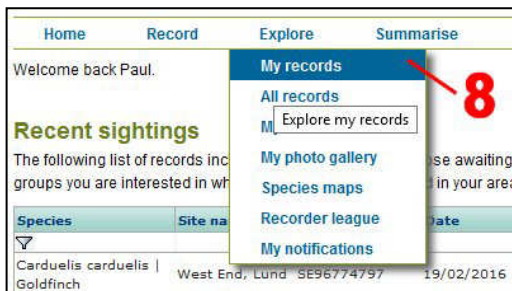 Home Record Explore Summarise
Welcome back Paul.
My records
8
All records
Explore my records
Recent sightings
My photo gallery
The following list of records inc
se awaiting
groups you are interested in wh
Species maps
in your area
Recorder league
Species Site na
My notifications
Carduelis carduelis |
Goldfinch
West End, Lund SE96774797 19/02/2016